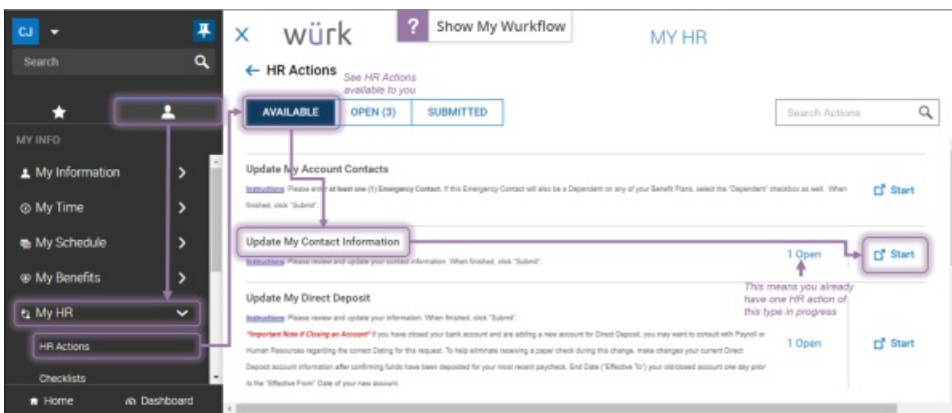 CJ
Search
MY INFO
My Information
My Time
My Schedule
My Benefits
My HR
HR Actions
Checklists
Home
Dashboard
würk
? Show My Wurkflow
MY HR
HR Actions
See HR Actions
available to you
AVAILABLE
OPEN (3)
SUBMITTED
Search Actions
Update My Account Contacts
Instructions: Please enter at least one (1) Emergency Contact. If this Emergency Contact will also be a Dependent on any of your Benefit Plans, select the "Dependent" checkbox as well. When
finished, click "Submit".
Start
Update My Contact Information
Instructions: Please review and update your contact information. When finished, click "Submit".
1 Open
Start
This means you already
have one HR action of
this type in progress
Update My Direct Deposit
Instructions: Please review and update your information. When finished, click "Submit".
*Important Note if Closing an Account* If you have closed your bank account and are adding a new account for Direct Deposit, you may want to consult with Payroll or
Human Resources regarding the correct Dating for this request. To help eliminate receiving a paper check during this change, make changes your current Direct
Deposit account information after confirming funds have been deposited for your most recent paycheck. End Date ("Effective To") your old/closed account one day prior
to the "Effective From" Date of your new account.
1 Open
Start